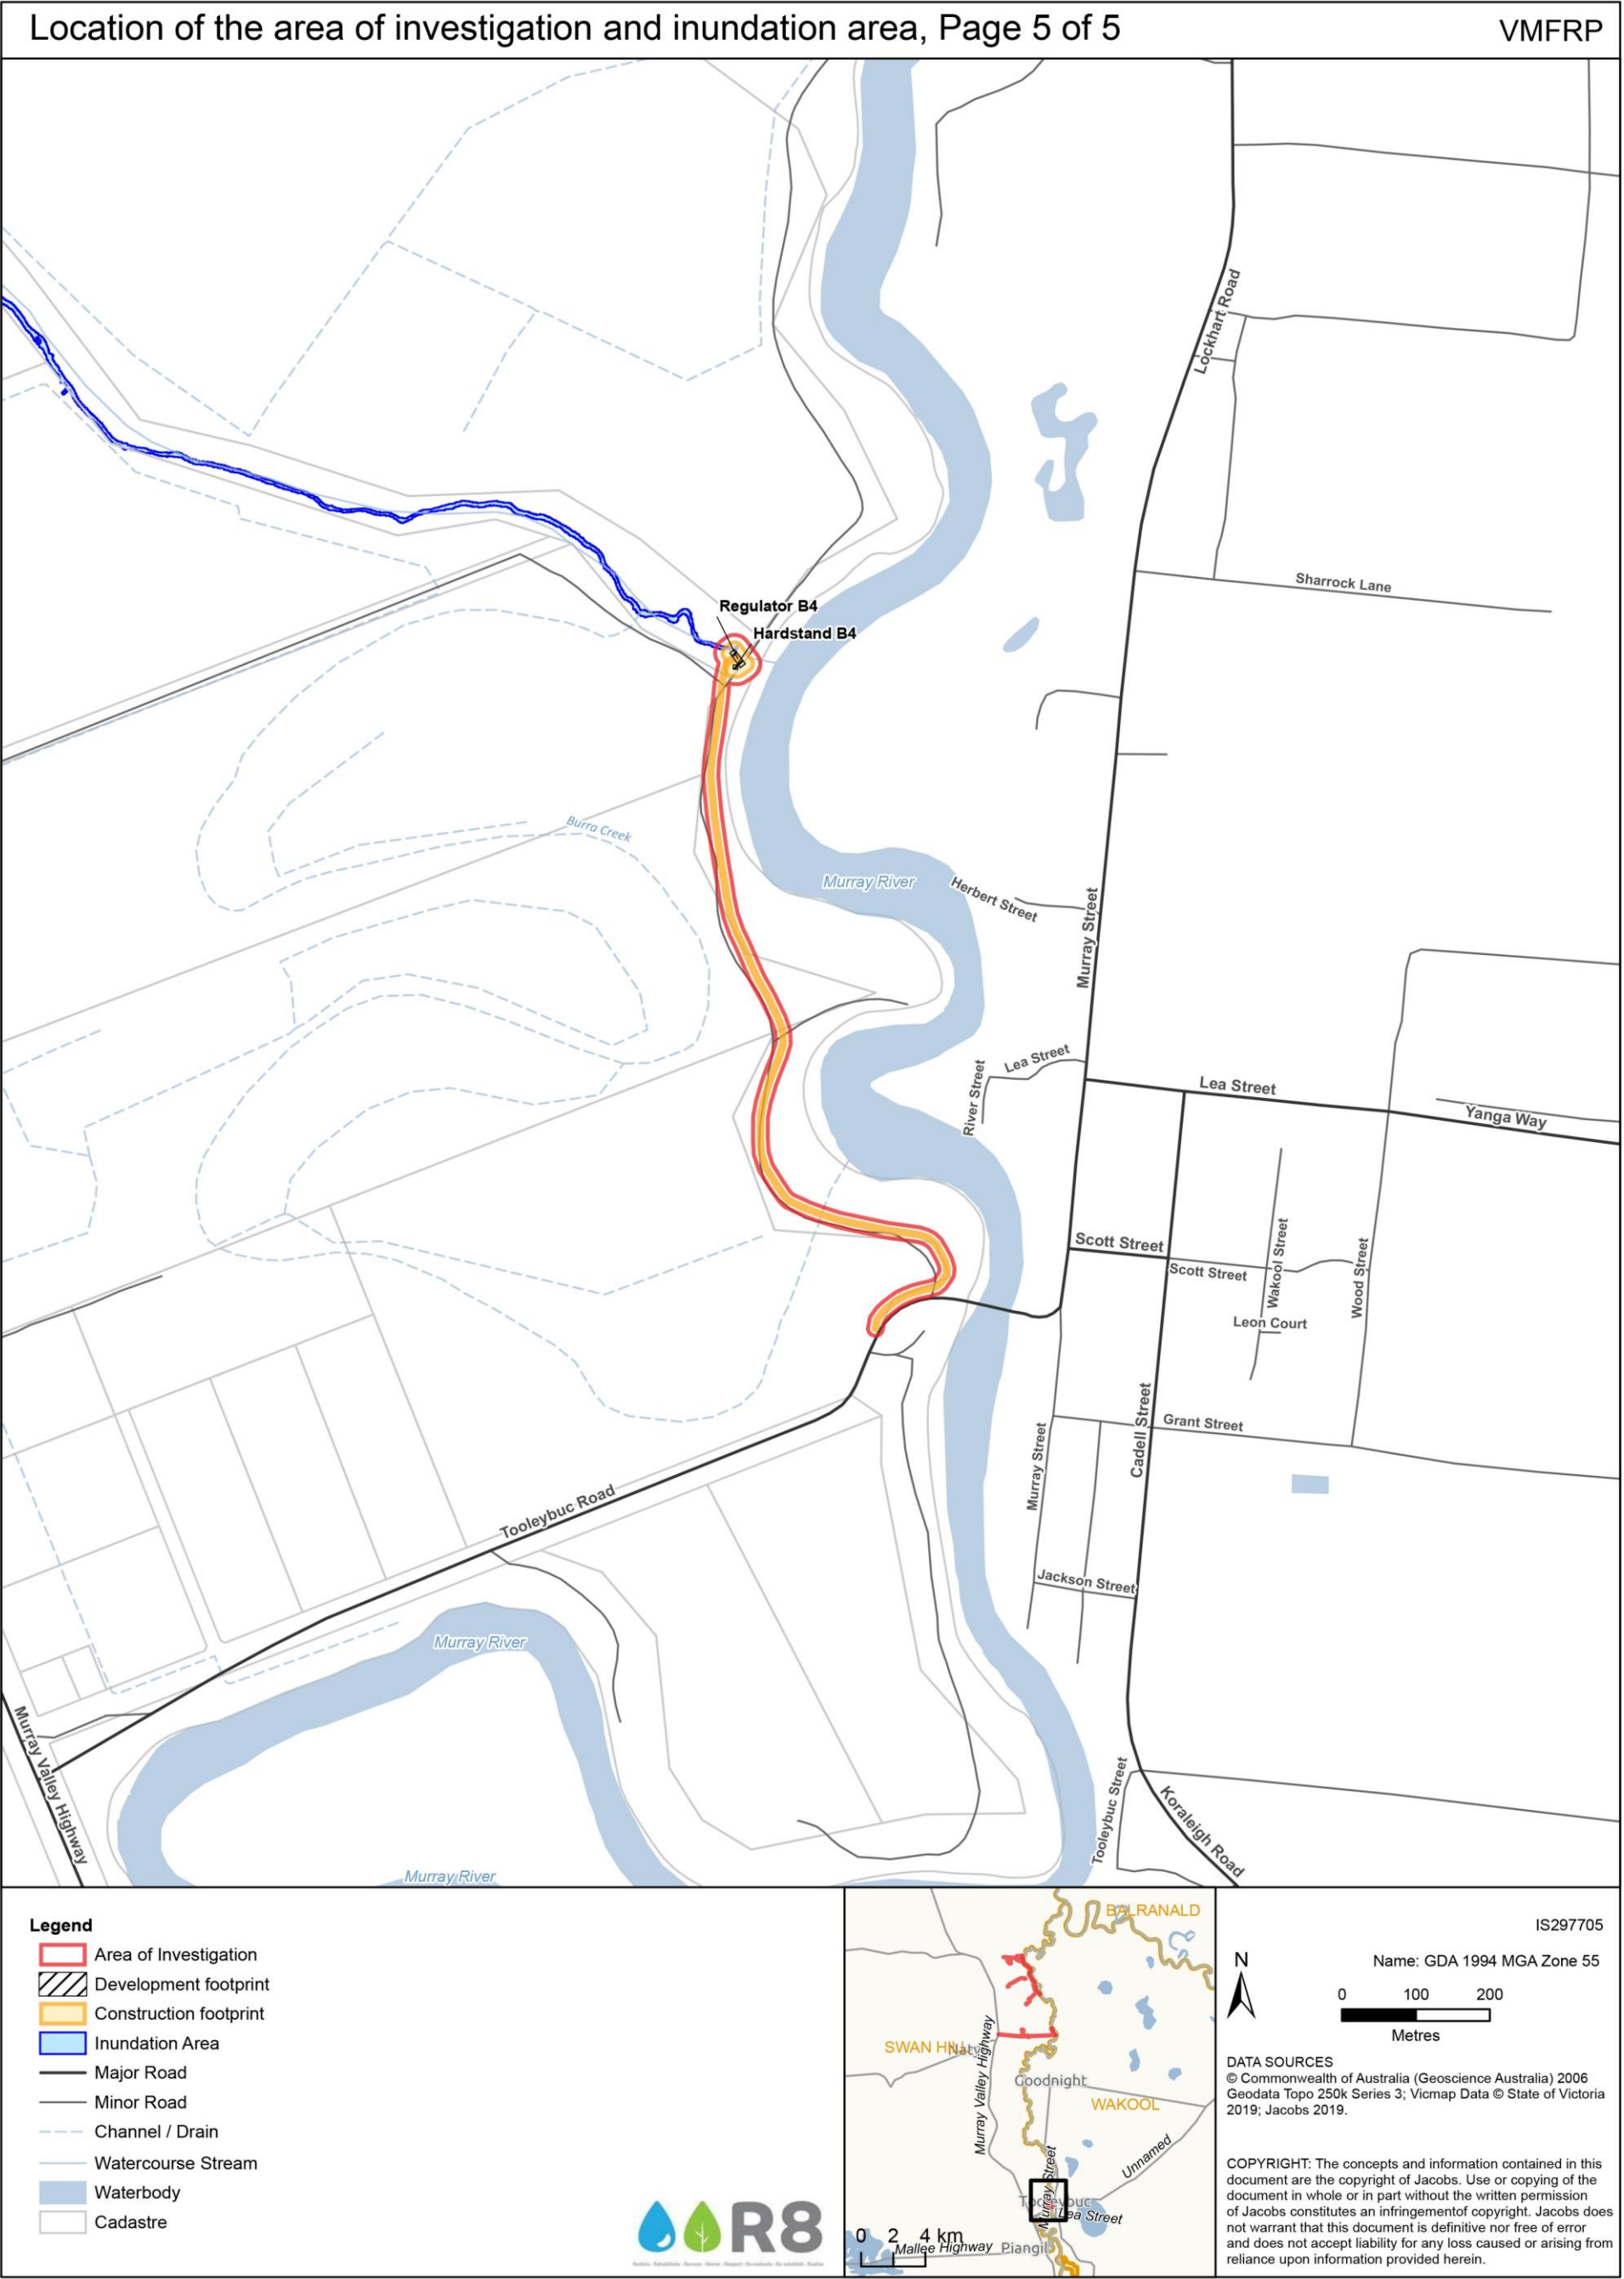 Location of the area of investigation and inundation area, Page 5 of 5
VMFRP
Lockhart Road
Sharrock Lane
Regulator B4
Hardstand B4
Burra Creek
Murray River
Herbert Street
Murray Street
Lea Street
River Street
Lea Street
Yanga Way
Scott Street
Scott Street
Wakool Street
Wood Street
Leon Court
Cadell Street
Grant Street
Murray Street
Tooleybuc Road
Jackson Street
Murray River
Murray Valley Highway
Tooleybuc Street
Koraleigh Road
Murray River
Legend
Area of Investigation
Development footprint
Construction footprint
Inundation Area
Major Road
Minor Road
Channel / Drain
Watercourse Stream
Waterbody
Cadastre
R8
BALRANALD
SWAN HILL
Murray Valley Highway
Goodnight
WAKOOL
Unnamed
Murray Street
Tooleybuc
Lea Street
0 2 4 km
Mallee Highway
Piangil
IS297705
N
Name: GDA 1994 MGA Zone 55
0 100 200
Metres
DATA SOURCES
© Commonwealth of Australia (Geoscience Australia) 2006
Geodata Topo 250k Series 3; Vicmap Data © State of Victoria
2019; Jacobs 2019.
COPYRIGHT: The concepts and information contained in this
document are the copyright of Jacobs. Use or copying of the
document in whole or in part without the written permission
of Jacobs constitutes an infringementof copyright. Jacobs does
not warrant that this document is definitive nor free of error
and does not accept liability for any loss caused or arising from
reliance upon information provided herein.